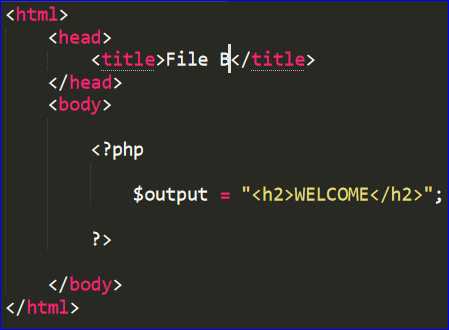 <html>
<head>
<title>File B</title>
</head>
<body>
<?php
$output = "<h2>WELCOME</h2>";
?>
</body>
</html>